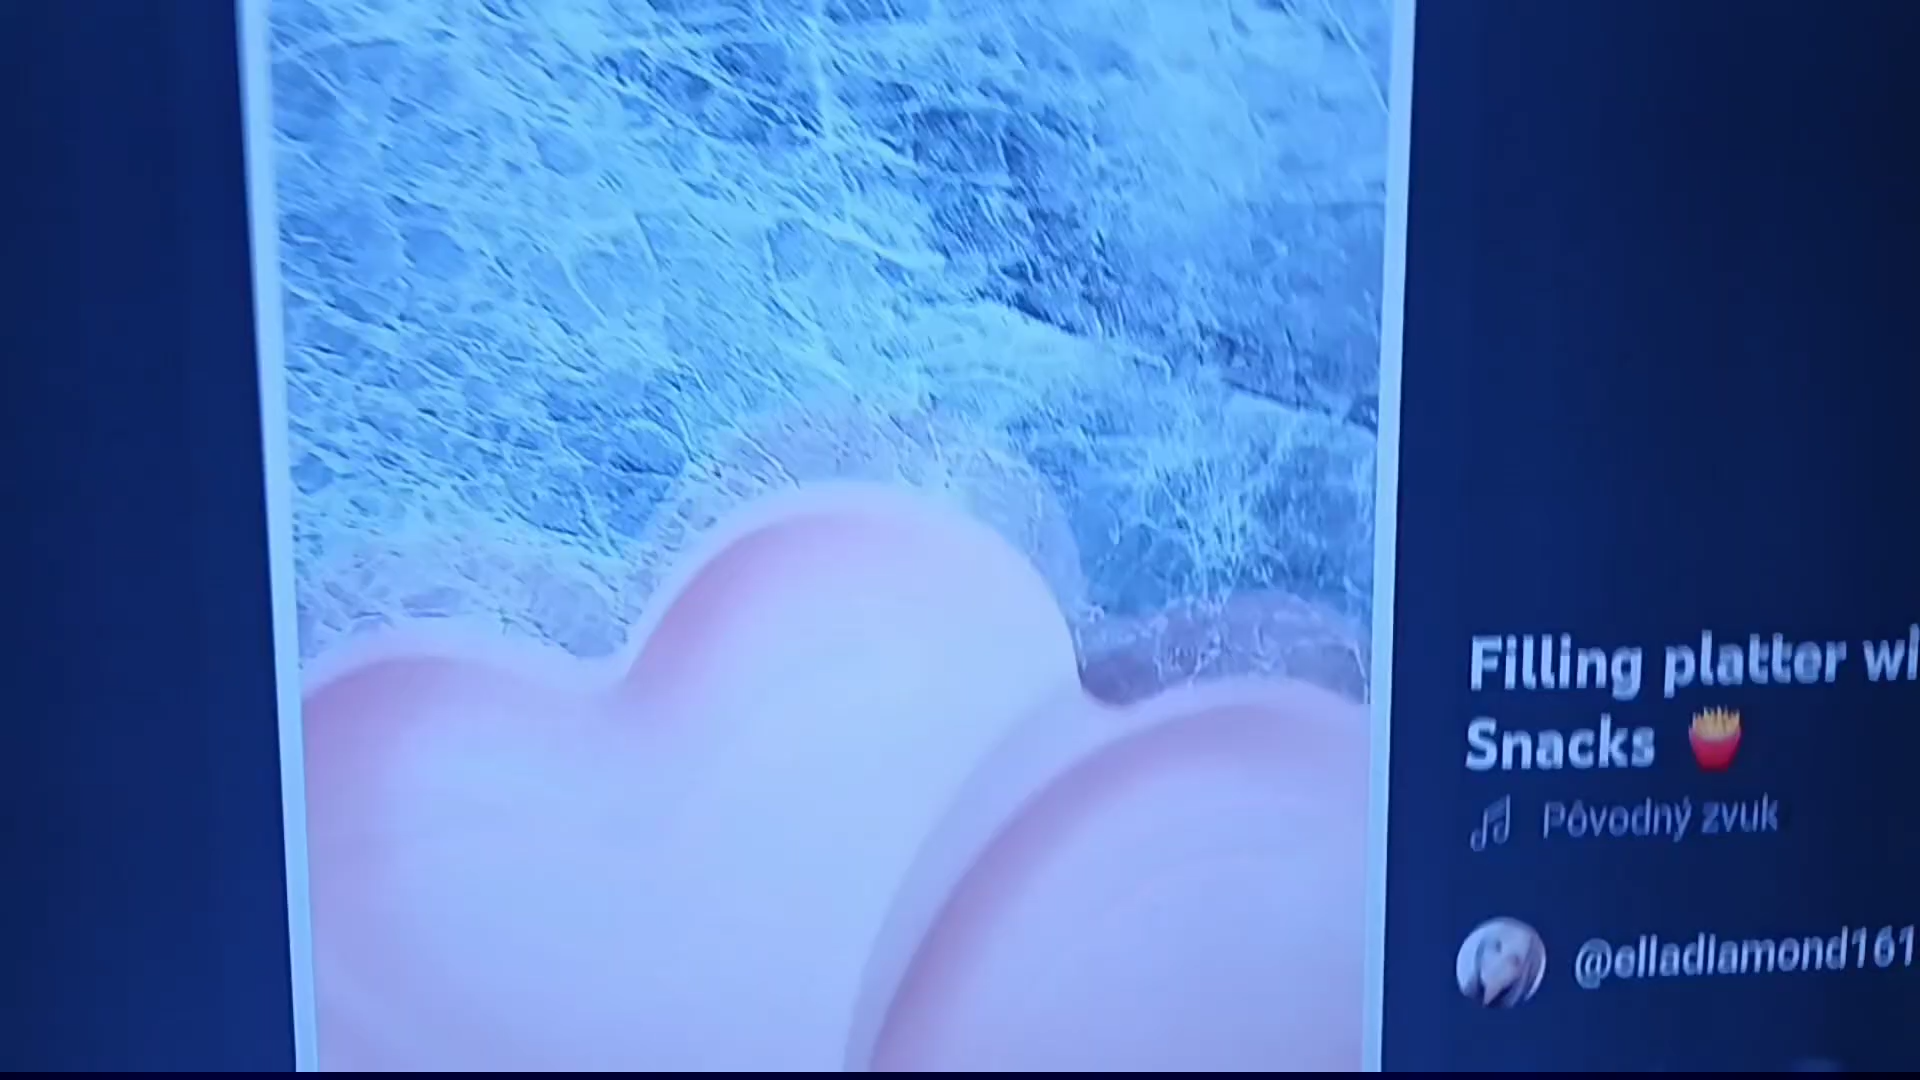 Filling platter wi
Snacks 🍟
Pôvodný zvuk
@elladiamond161